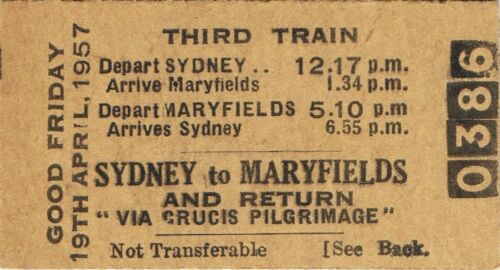 GOOD FRIDAY
19TH APRIL, 1957
THIRD TRAIN
Depart SYDNEY .. 12.17 p.m.
Arrive Maryfields 1.34 p.m.
Depart MARYFIELDS 5.10 p.m
Arrives Sydney 6.55 p.m.
SYDNEY to MARYFIELDS
AND RETURN
" VIA CRUCIS PILGRIMAGE"
Not Transferable [See Back.
0386